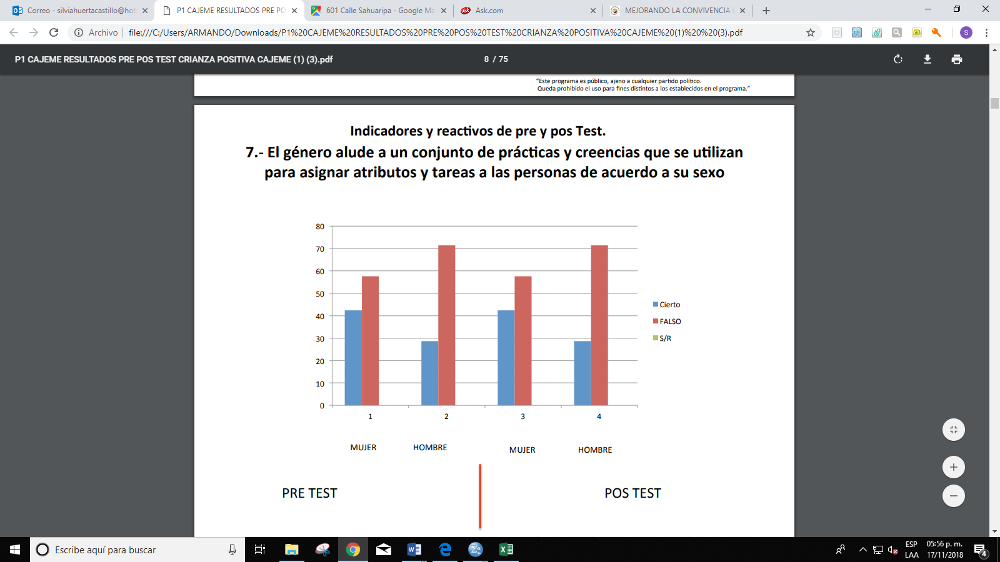 Correo - silviahuertacastillo@hot
P1 CAJEME RESULTADOS PRE PO
601 Calle Sahuaripa - Google Ma
Ask
Ask.com
MEJORANDO LA CONVIVENCIA
Archivo
file:///C:/Users/ARMANDO/Downloads/P1%20CAJEME%20RESULTADOS%20PRE%20POS%20TEST%20CRIANZA%20POSITIVA%20CAJEME%20(1)%20%20(3).pdf
S
P1 CAJEME RESULTADOS PRE POS TEST CRIANZA POSITIVA CAJEME (1) (3).pdf
8 / 75
"Este programa es público, ajeno a cualquier partido político.
Queda prohibido el uso para fines distintos a los establecidos en el programa."
Indicadores y reactivos de pre y pos Test.
7.- El género alude a un conjunto de prácticas y creencias que se utilizan
para asignar atributos y tareas a las personas de acuerdo a su sexo
80
70
60
50
40
30
20
10
0
1
2
3
4
Cierto
FALSO
S/R
MUJER
HOMBRE
MUJER
HOMBRE
PRE TEST
POS TEST
Escribe aquí para buscar
ESP
LAA
05:56 p. m.
17/11/2018
4